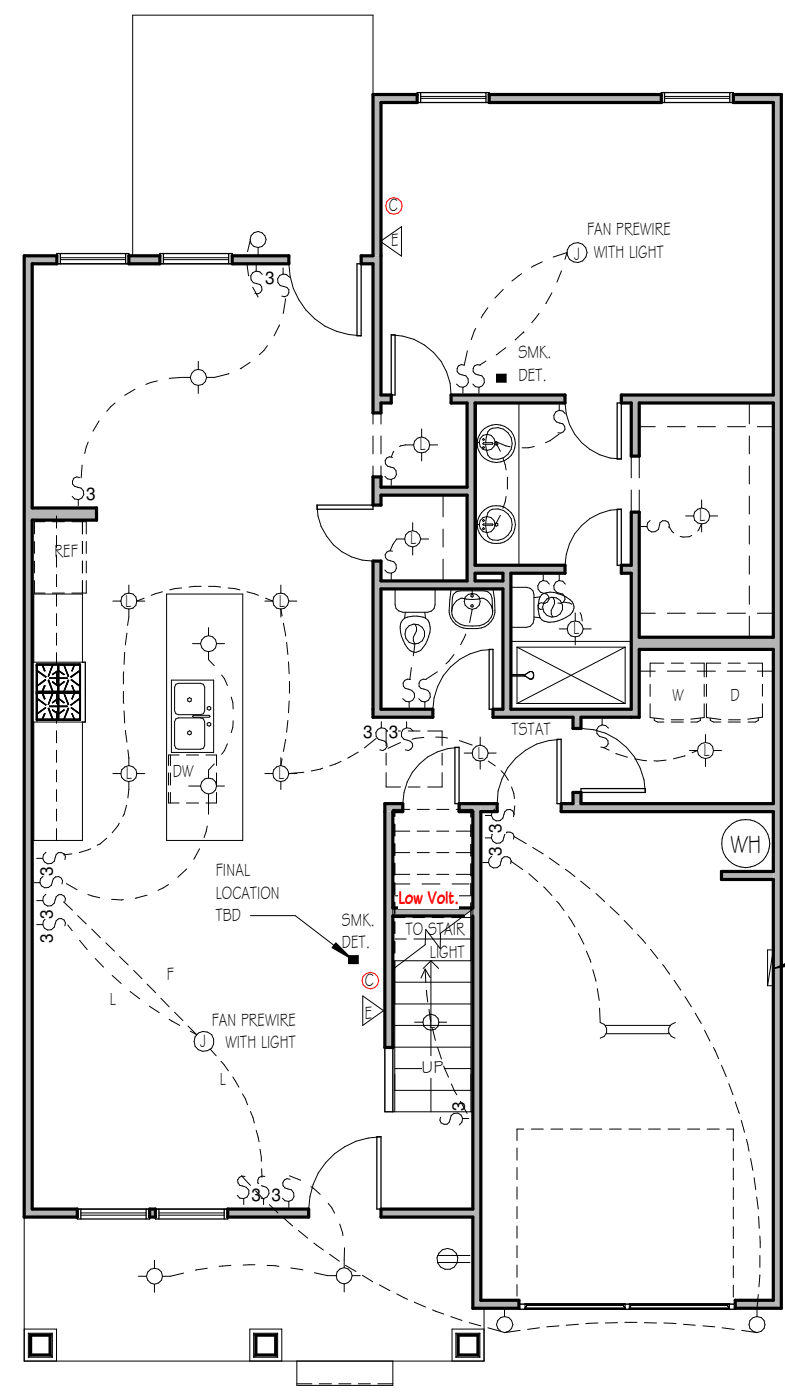 C
E
FAN PREWIRE
WITH LIGHT
J
3
SMK.
DET.
L
3
L
REF
L
L
L
L
L
L
W
D
TSTAT
3
3
L
L
DW
L
L
L
3
3
WH
3
3
3
FINAL
LOCATION
TBD
Low Volt.
SMK.
DET.
TO STAIR
LIGHT
F
C
L
E
FAN PREWIRE
WITH LIGHT
J
UP
L
3
3
3